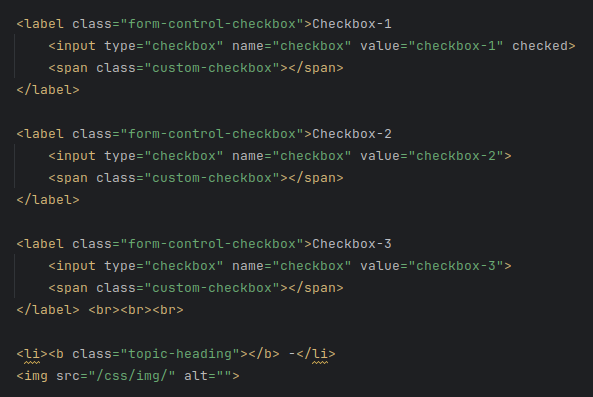 <label class="form-control-checkbox">Checkbox-1
    <input type="checkbox" name="checkbox" value="checkbox-1" checked>
    <span class="custom-checkbox"></span>
</label>

<label class="form-control-checkbox">Checkbox-2
    <input type="checkbox" name="checkbox" value="checkbox-2">
    <span class="custom-checkbox"></span>
</label>

<label class="form-control-checkbox">Checkbox-3
    <input type="checkbox" name="checkbox" value="checkbox-3">
    <span class="custom-checkbox"></span>
</label> <br><br><br>

<li><b class="topic-heading"></b> -</li>
<img src="/css/img/" alt="">